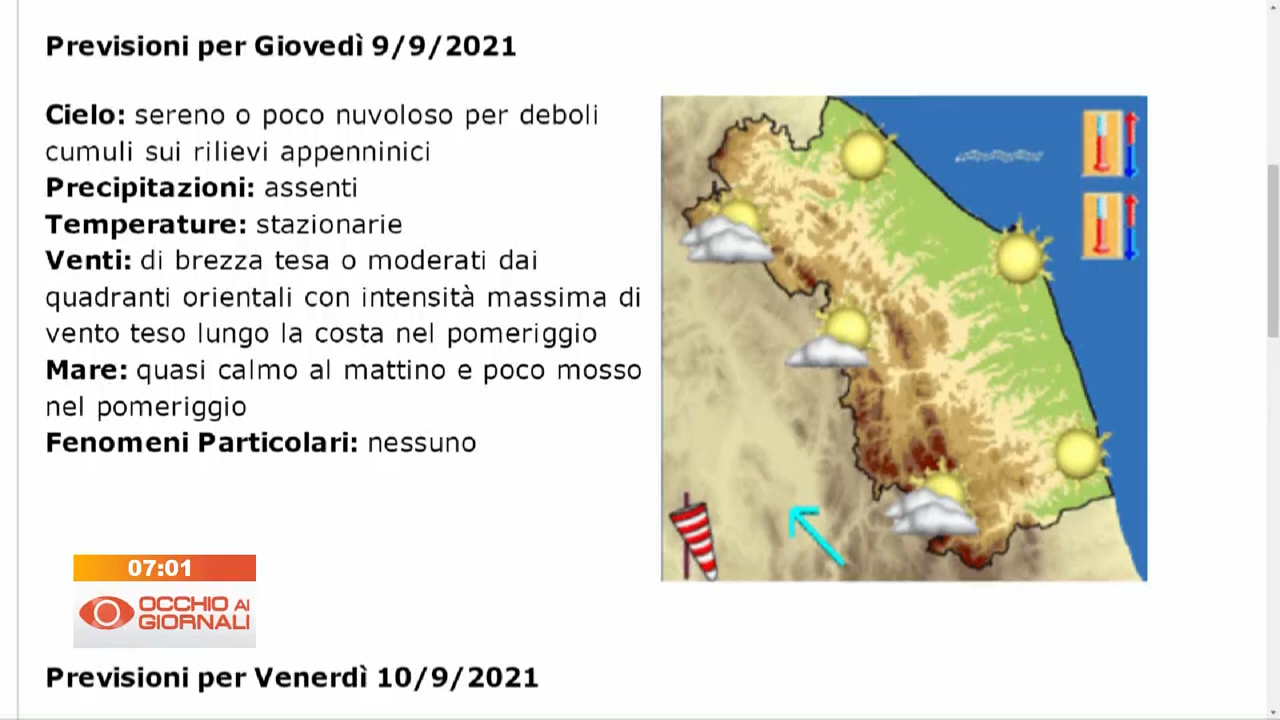 Previsioni per Giovedì 9/9/2021
Cielo: sereno o poco nuvoloso per deboli
cumuli sui rilievi appenninici
Precipitazioni: assenti
Temperature: stazionarie
Venti: di brezza tesa o moderati dai
quadranti orientali con intensità massima di
vento teso lungo la costa nel pomeriggio
Mare: quasi calmo al mattino e poco mosso
nel pomeriggio
Fenomeni Particolari: nessuno
07:01
OCCHIO AI
GIORNALI
Previsioni per Venerdì 10/9/2021